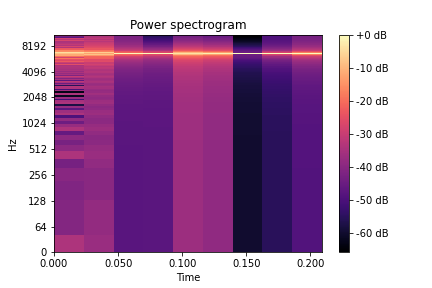 Power spectrogram
8192
4096
2048
1024
512
256
128
64
0
Hz
0.000 0.050 0.100 0.150 0.200
Time
+0 dB
-10 dB
-20 dB
-30 dB
-40 dB
-50 dB
-60 dB